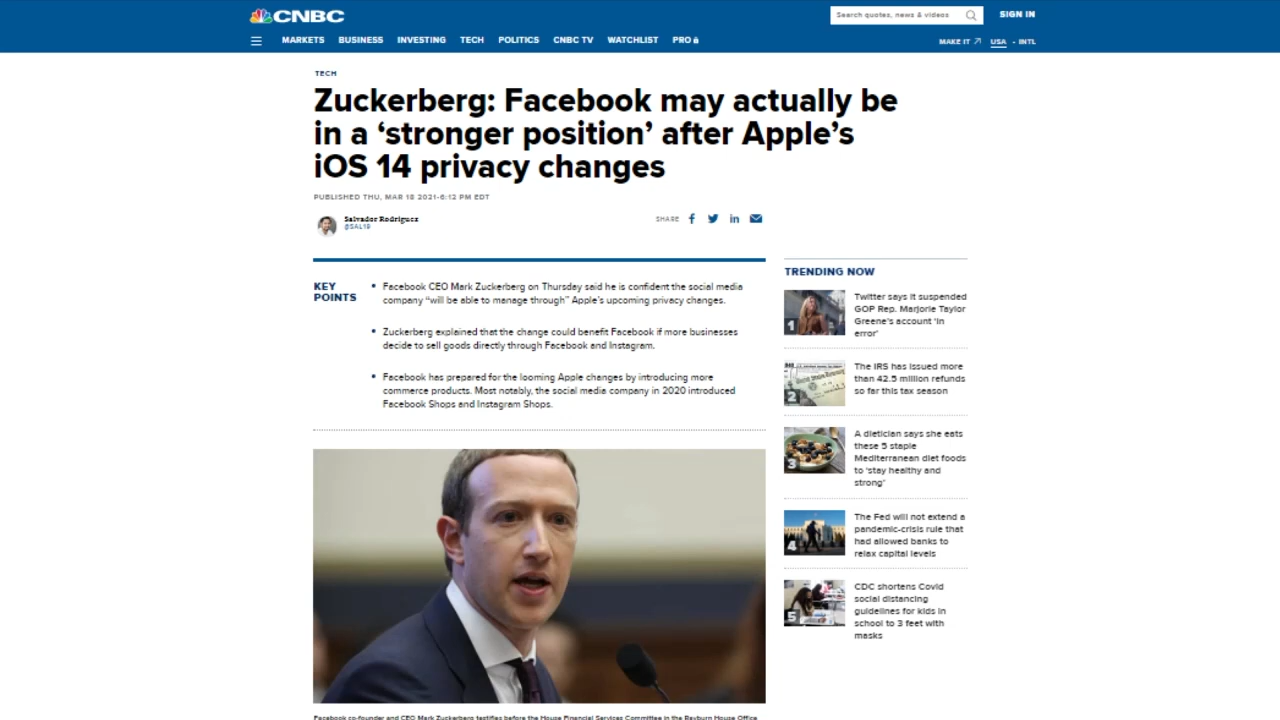 CNBC
Search quotes, news & videos
SIGN IN
MARKETS BUSINESS INVESTING TECH POLITICS CNBC TV WATCHLIST PRO
MAKE IT USA • INTL
TECH
Zuckerberg: Facebook may actually be
in a ‘stronger position’ after Apple’s
iOS 14 privacy changes
PUBLISHED THU, MAR 18 2021•6:12 PM EDT
Salvador Rodriguez
@SAL19
SHARE
KEY
POINTS
Facebook CEO Mark Zuckerberg on Thursday said he is confident the social media
company “will be able to manage through” Apple’s upcoming privacy changes.
Zuckerberg explained that the change could benefit Facebook if more businesses
decide to sell goods directly through Facebook and Instagram.
Facebook has prepared for the looming Apple changes by introducing more
commerce products. Most notably, the social media company in 2020 introduced
Facebook Shops and Instagram Shops.
Facebook co-founder and CEO Mark Zuckerberg testifies before the House Financial Services Committee in the Rayburn House Office
TRENDING NOW
1
Twitter says it suspended
GOP Rep. Marjorie Taylor
Greene’s account ‘in
error’
2
The IRS has issued more
than 42.5 million refunds
so far this tax season
3
A dietician says she eats
these 5 staple
Mediterranean diet foods
to ‘stay healthy and
strong’
4
The Fed will not extend a
pandemic-crisis rule that
had allowed banks to
relax capital levels
5
CDC shortens Covid
social distancing
guidelines for kids in
school to 3 feet with
masks